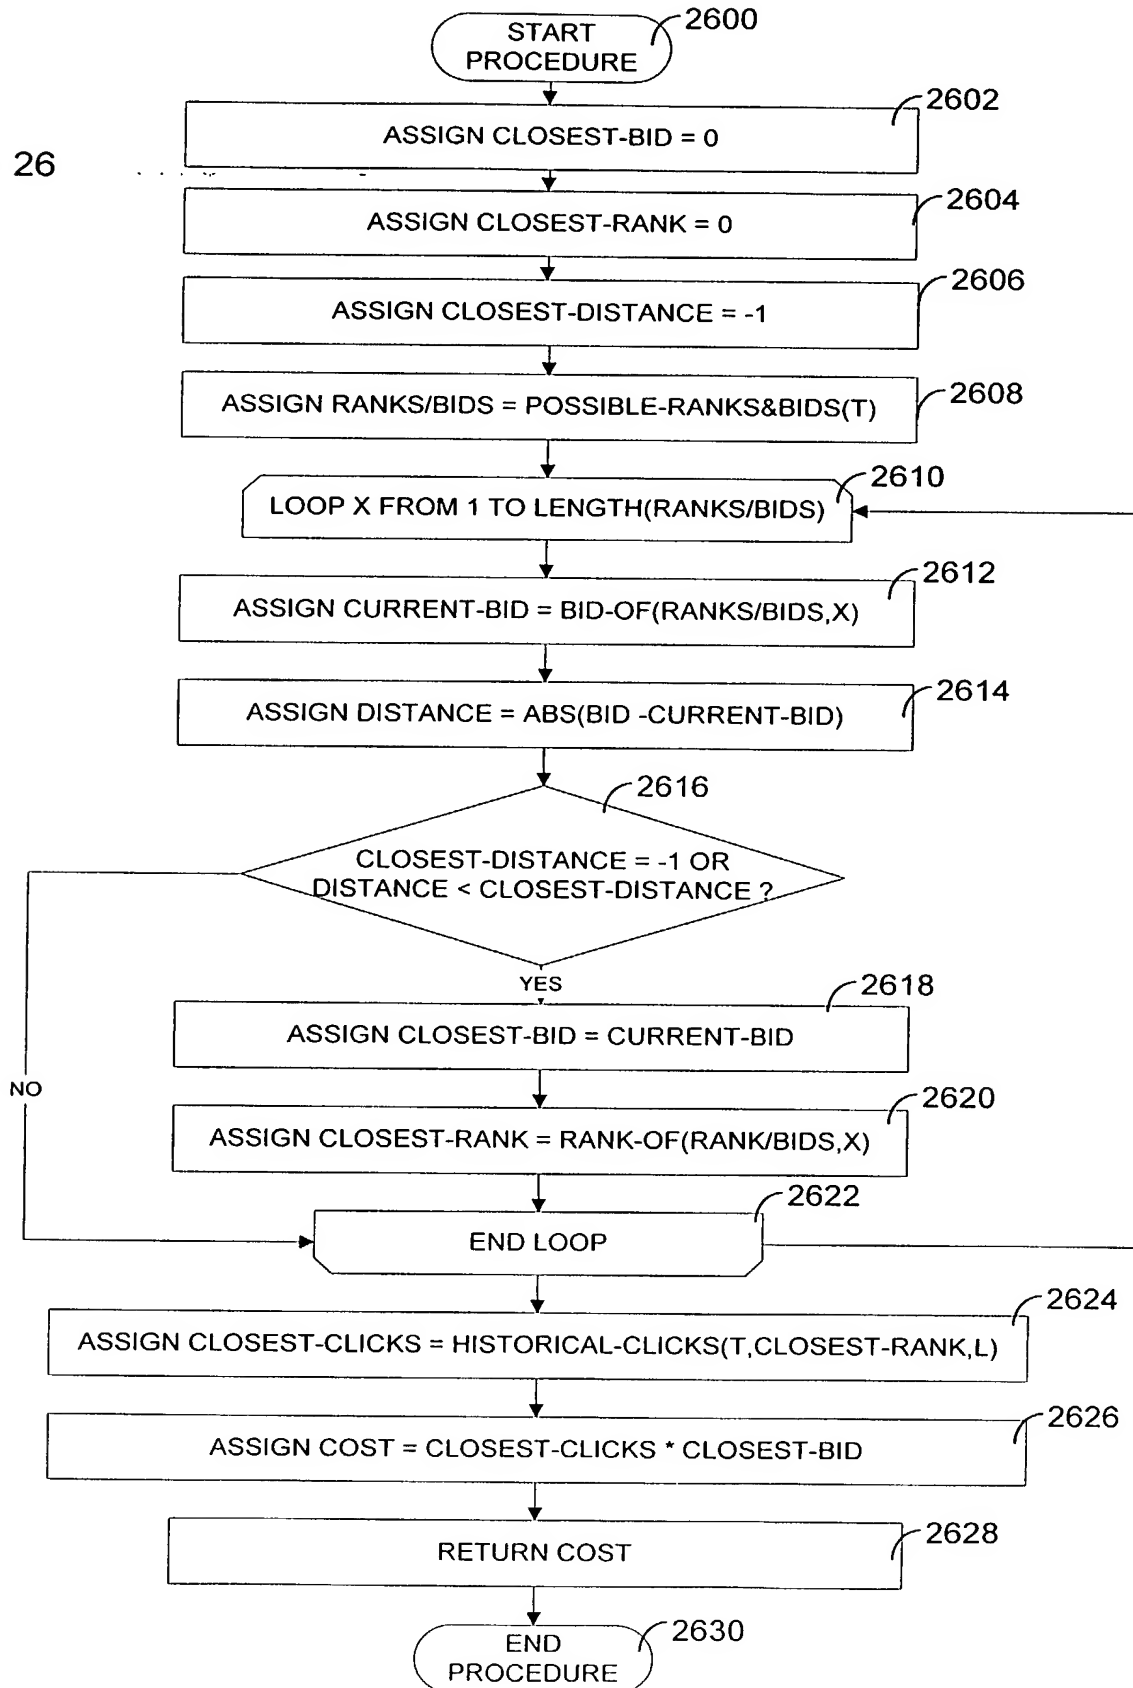 START
PROCEDURE
2600
ASSIGN CLOSEST-BID = 0
2602
26
ASSIGN CLOSEST-RANK = 0
2604
ASSIGN CLOSEST-DISTANCE = -1
2606
ASSIGN RANKS/BIDS = POSSIBLE-RANKS&BIDS(T)
2608
LOOP X FROM 1 TO LENGTH(RANKS/BIDS)
2610
ASSIGN CURRENT-BID = BID-OF(RANKS/BIDS,X)
2612
ASSIGN DISTANCE = ABS(BID -CURRENT-BID)
2614
2616
CLOSEST-DISTANCE = -1 OR
DISTANCE < CLOSEST-DISTANCE ?
YES
ASSIGN CLOSEST-BID = CURRENT-BID
2618
NO
ASSIGN CLOSEST-RANK = RANK-OF(RANK/BIDS,X)
2620
END LOOP
2622
ASSIGN CLOSEST-CLICKS = HISTORICAL-CLICKS(T,CLOSEST-RANK,L)
2624
ASSIGN COST = CLOSEST-CLICKS * CLOSEST-BID
2626
RETURN COST
2628
END
PROCEDURE
2630